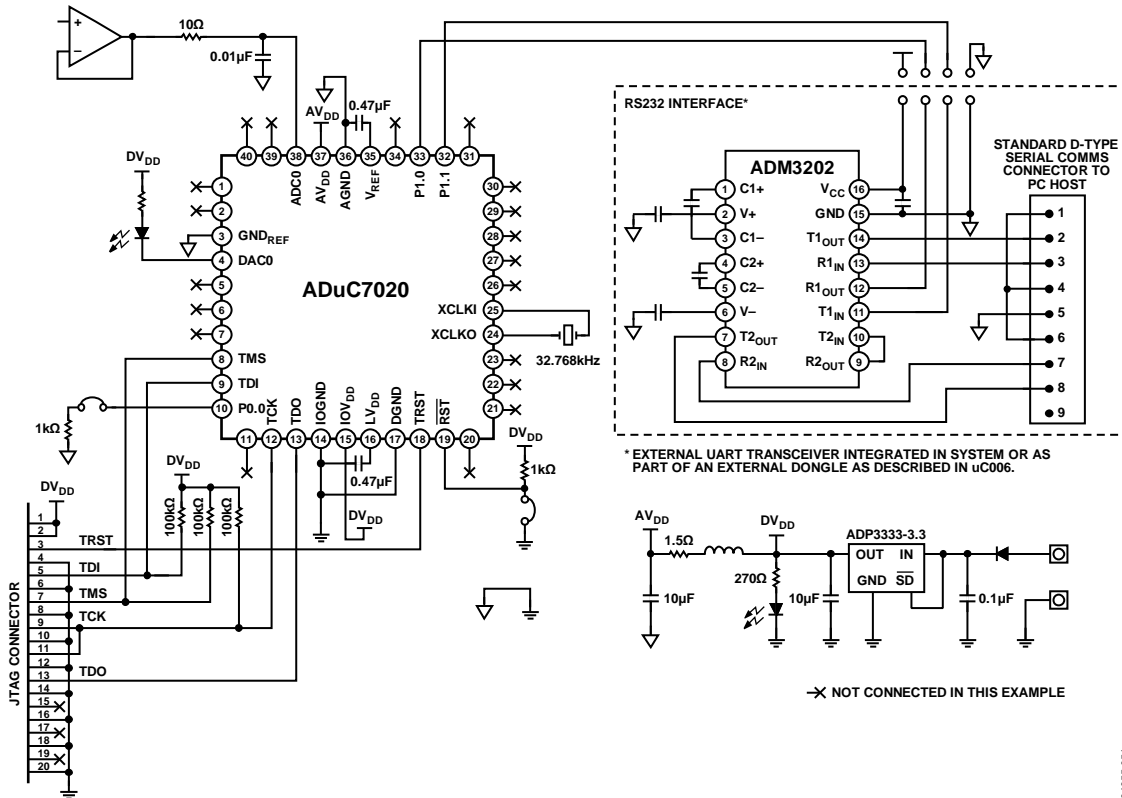 10Ω
0.01µF
0.47µF
AVDD
DVDD
40 39 38 37 36 35 34 33 32 31
ADC0
AVDD
AGND
VREF
P1.0
P1.1
1
2
3 GNDREF
4 DAC0
5
6
7
8 TMS
9 TDI
10 P0.0
ADuC7020
30
29
28
27
26
XCLKI 25
XCLKO 24
23
22
21
32.768kHz
TCK
TDO
IOGND
IOVDD
LVDD
DGND
TRST
RST
11 12 13 14 15 16 17 18 19 20
1kΩ
0.47µF
DVDD
DVDD
1kΩ
DVDD
100kΩ
100kΩ
100kΩ
DVDD
JTAG CONNECTOR
1
2
3 TRST
4
5 TDI
6
7 TMS
8
9 TCK
10
11
12
13 TDO
14
15
16
17
18
19
20
RS232 INTERFACE*
ADM3202
1 C1+
2 V+
3 C1–
4 C2+
5 C2–
6 V–
7 T2OUT
8 R2IN
VCC 16
GND 15
T1OUT 14
R1IN 13
R1OUT 12
T1IN 11
T2IN 10
R2OUT 9
STANDARD D-TYPE
SERIAL COMMS
CONNECTOR TO
PC HOST
1
2
3
4
5
6
7
8
9
* EXTERNAL UART TRANSCEIVER INTEGRATED IN SYSTEM OR AS
PART OF AN EXTERNAL DONGLE AS DESCRIBED IN uC006.
AVDD
1.5Ω
DVDD
270Ω
10µF
10µF
ADP3333-3.3
OUT IN
GND SD
0.1µF
NOT CONNECTED IN THIS EXAMPLE